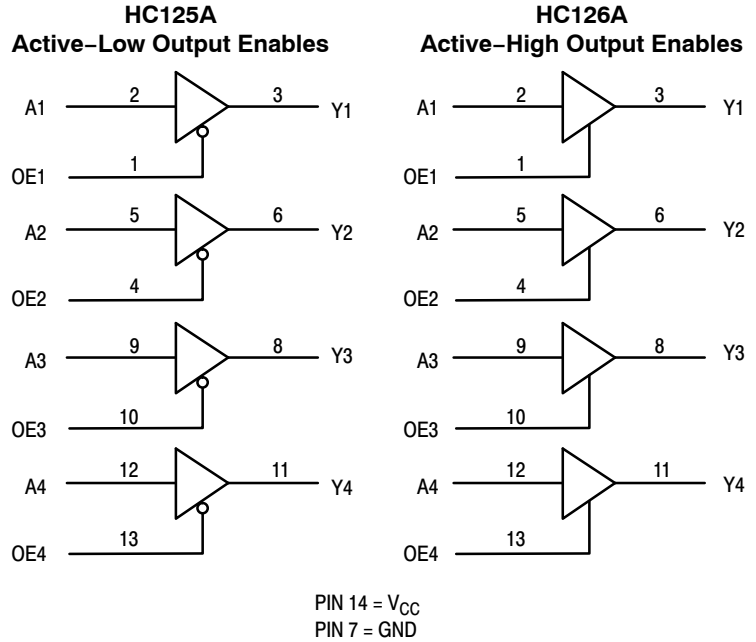 HC125A
Active–Low Output Enables
A1
2
3
Y1
OE1
1
A2
5
6
Y2
OE2
4
A3
9
8
Y3
OE3
10
A4
12
11
Y4
OE4
13
HC126A
Active–High Output Enables
A1
2
3
Y1
OE1
1
A2
5
6
Y2
OE2
4
A3
9
8
Y3
OE3
10
A4
12
11
Y4
OE4
13
PIN 14 = VCC
PIN 7 = GND